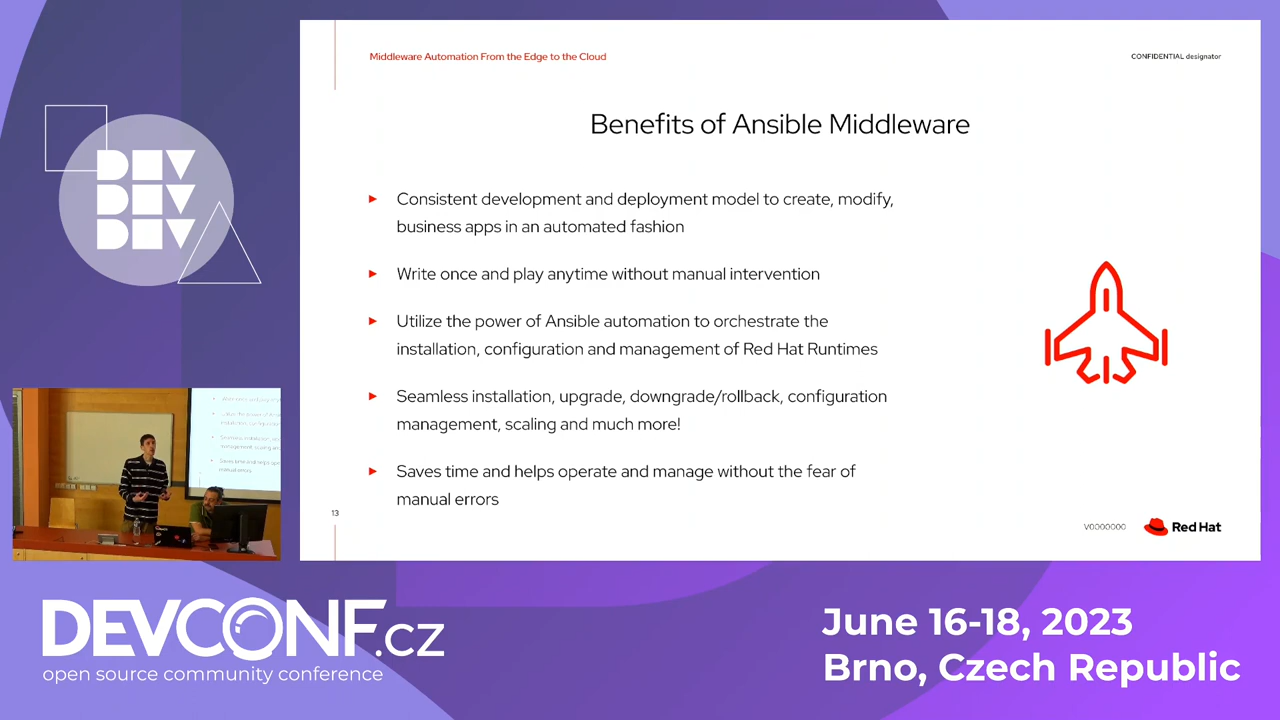 Middleware Automation From the Edge to the Cloud
CONFIDENTIAL designator
Benefits of Ansible Middleware
Consistent development and deployment model to create, modify,
business apps in an automated fashion
Write once and play anytime without manual intervention
Utilize the power of Ansible automation to orchestrate the
installation, configuration and management of Red Hat Runtimes
Seamless installation, upgrade, downgrade/rollback, configuration
management, scaling and much more!
Saves time and helps operate and manage without the fear of
manual errors
13
V0000000
Red Hat
DEV
DEV
DEV
DEVCONF.cz
open source community conference
June 16-18, 2023
Brno, Czech Republic